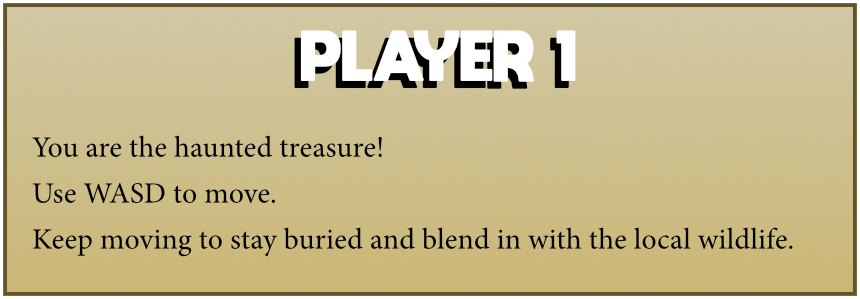 PLAYER 1
You are the haunted treasure!
Use WASD to move.
Keep moving to stay buried and blend in with the local wildlife.